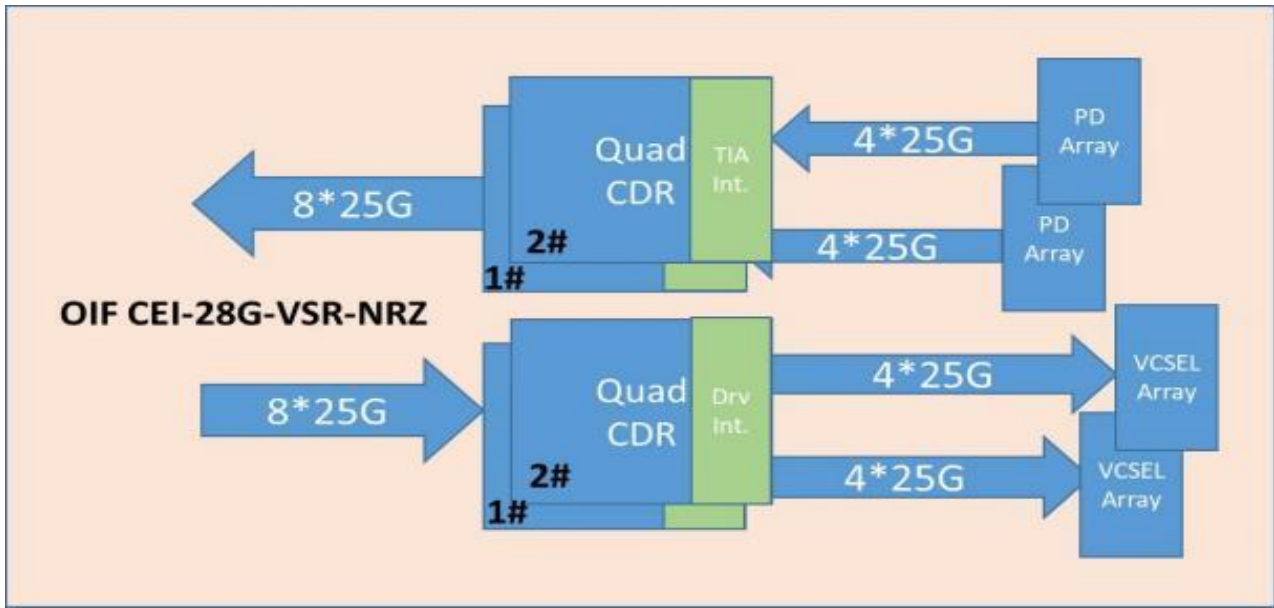 Quad
CDR
TIA
Int.
4*25G
PD
Array
8*25G
2#
1#
4*25G
PD
Array
OIF CEI-28G-VSR-NRZ
8*25G
Quad
CDR
Drv
Int.
4*25G
VCSEL
Array
2#
1#
4*25G
VCSEL
Array